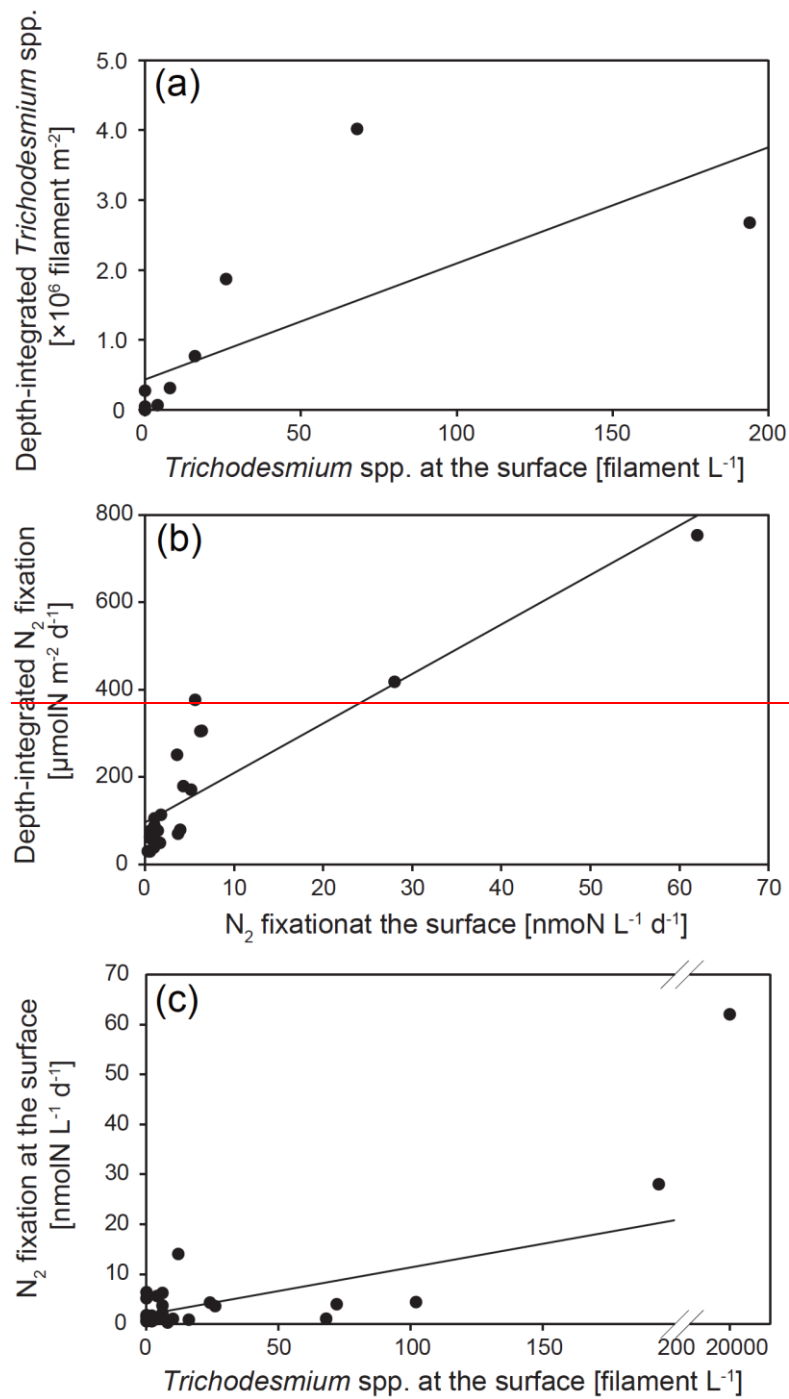 (a)
Depth-integrated Trichodesmium spp.
[×10⁶ filament m⁻²]
5.0
4.0
3.0
2.0
1.0
0
0 50 100 150 200
Trichodesmium spp. at the surface [filament L⁻¹]
(b)
Depth-integrated N₂ fixation
[µmolN m⁻² d⁻¹]
800
600
400
200
0
0 10 20 30 40 50 60 70
N₂ fixationat the surface [nmoN L⁻¹ d⁻¹]
(c)
N₂ fixation at the surface
[nmolN L⁻¹ d⁻¹]
70
60
50
40
30
20
10
0
0 50 100 150 200 20000
Trichodesmium spp. at the surface [filament L⁻¹]